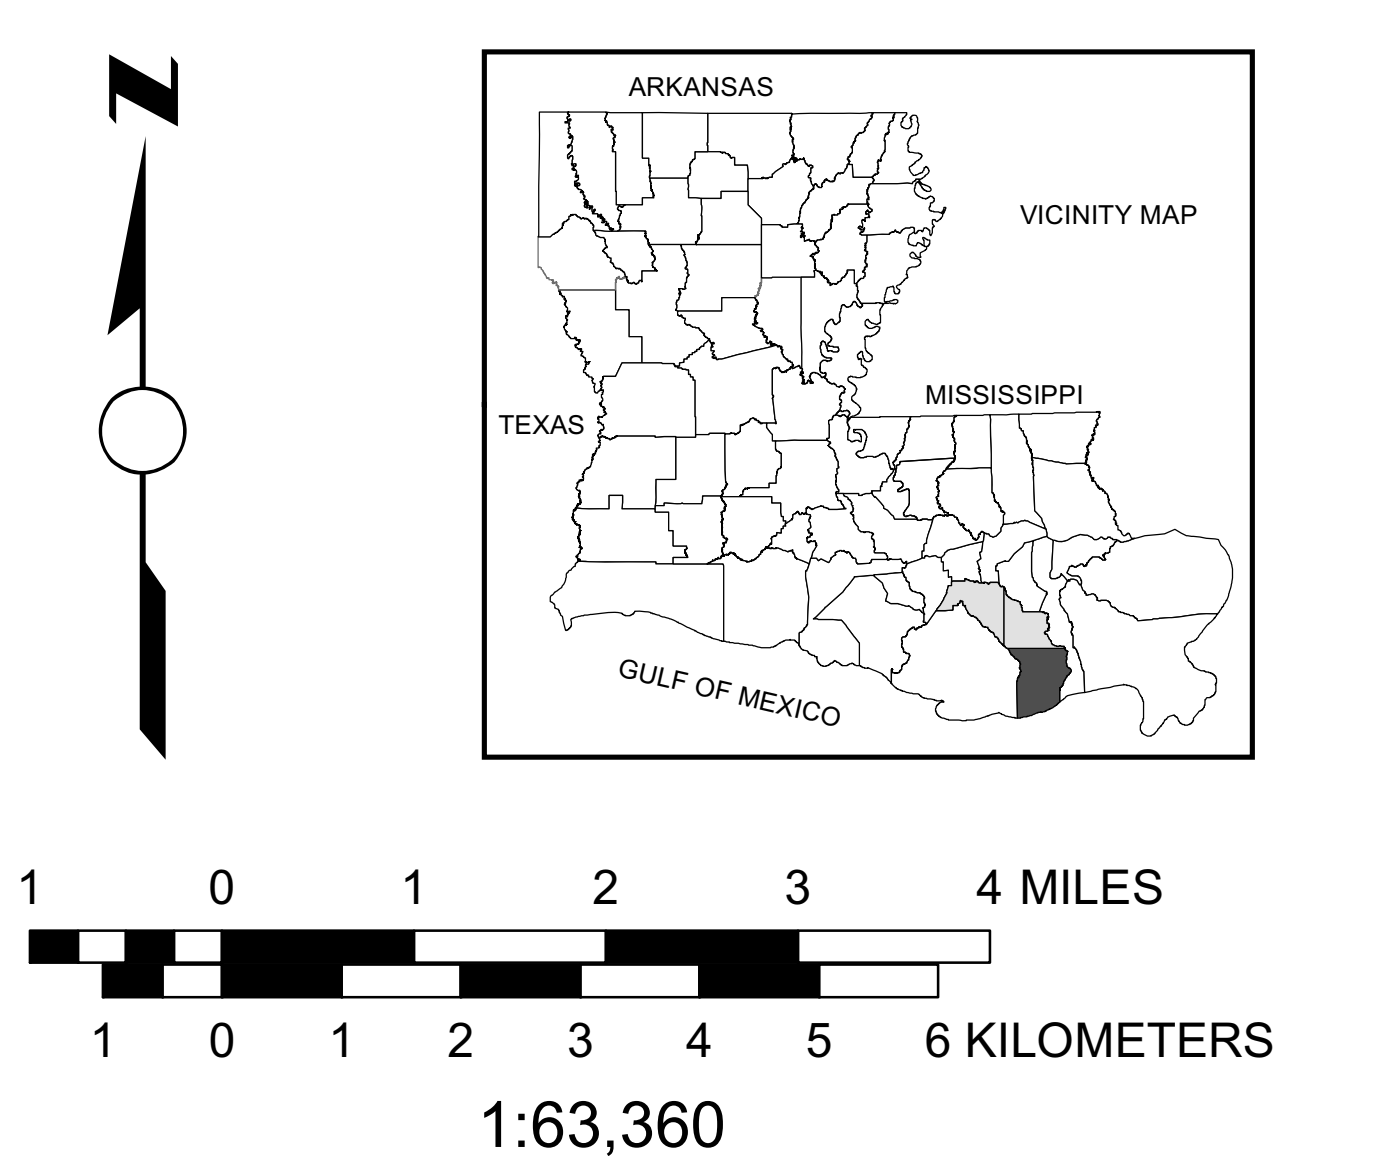 N
ARKANSAS
VICINITY MAP
MISSISSIPPI
TEXAS
GULF OF MEXICO
1 0 1 2 3 4 MILES
1 0 1 2 3 4 5 6 KILOMETERS
1:63,360